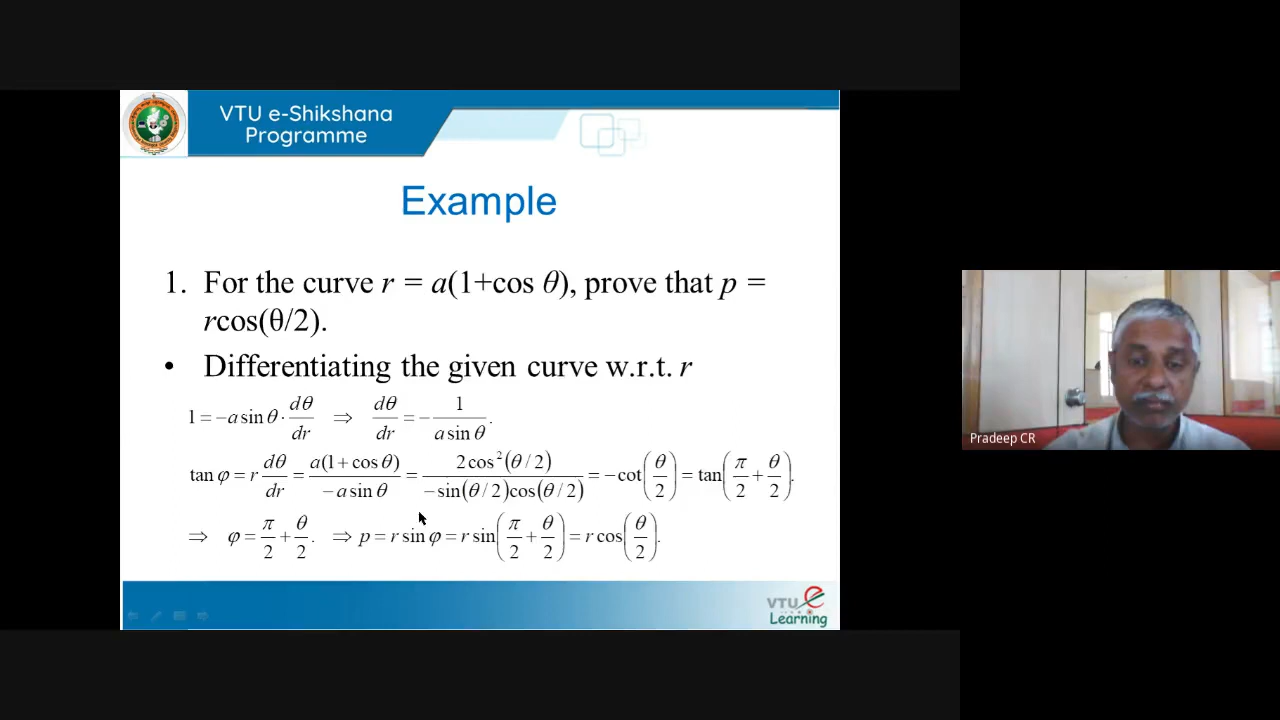 VTU e-Shikshana
Programme
Example
1. For the curve r = a(1+cos θ), prove that p =
rcos(θ/2).
• Differentiating the given curve w.r.t. r
1 = −a sin θ · dθ/dr ⇒ dθ/dr = − 1/(a sin θ).
tan φ = r dθ/dr = a(1 + cos θ)/(− a sin θ) = 2cos²(θ/2)/(−sin(θ/2)cos(θ/2)) = −cot(θ/2) = tan(π/2 + θ/2).
⇒ φ = π/2 + θ/2. ⇒ p = r sin φ = r sin(π/2 + θ/2) = r cos(θ/2).
VTU e
Learning
Pradeep CR